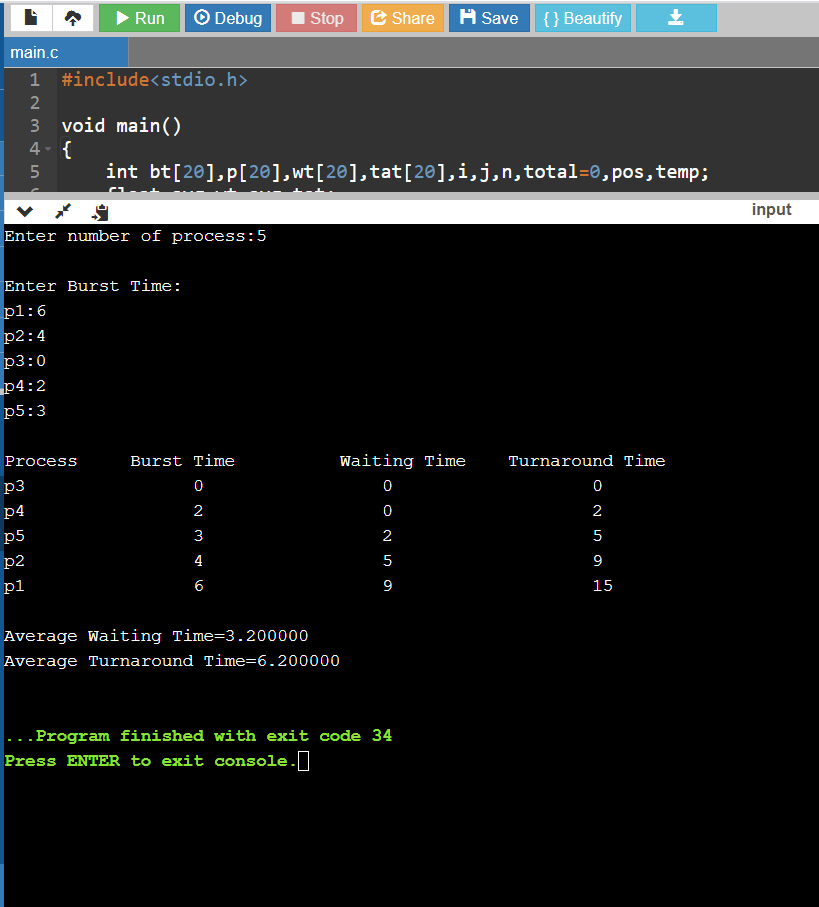 Run Debug Stop Share Save { } Beautify
main.c
1 #include<stdio.h>
2
3 void main()
4 {
5 int bt[20],p[20],wt[20],tat[20],i,j,n,total=0,pos,temp;
input
Enter number of process:5
Enter Burst Time:
p1:6
p2:4
p3:0
p4:2
p5:3
Process Burst Time Waiting Time Turnaround Time
p3 0 0 0
p4 2 0 2
p5 3 2 5
p2 4 5 9
p1 6 9 15
Average Waiting Time=3.200000
Average Turnaround Time=6.200000
...Program finished with exit code 34
Press ENTER to exit console.